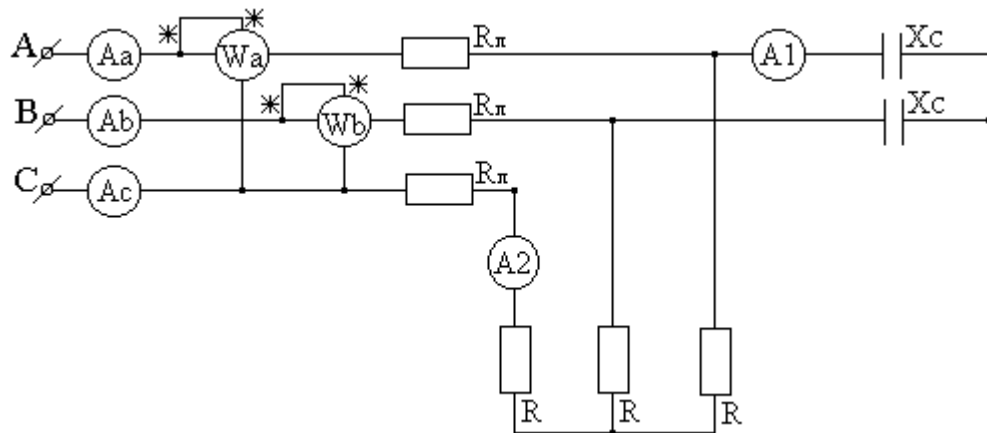 A Aa * * Wa Rл A1 Xc
B Ab * * Wb Rл Xc
C Ac Rл
A2
R R R